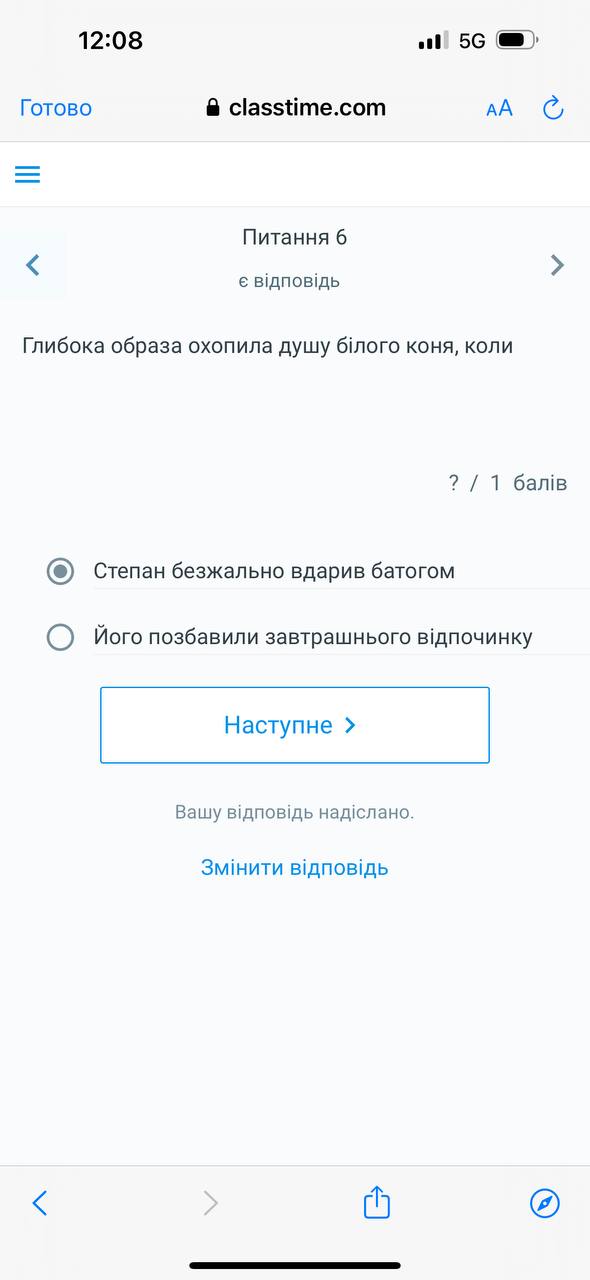 12:08
5G
Готово
classtime.com
AA
Питання 6
є відповідь
Глибока образа охопила душу білого коня, коли
? / 1 балів
Степан безжально вдарив батогом
Його позбавили завтрашнього відпочинку
Наступне
Вашу відповідь надіслано.
Змінити відповідь